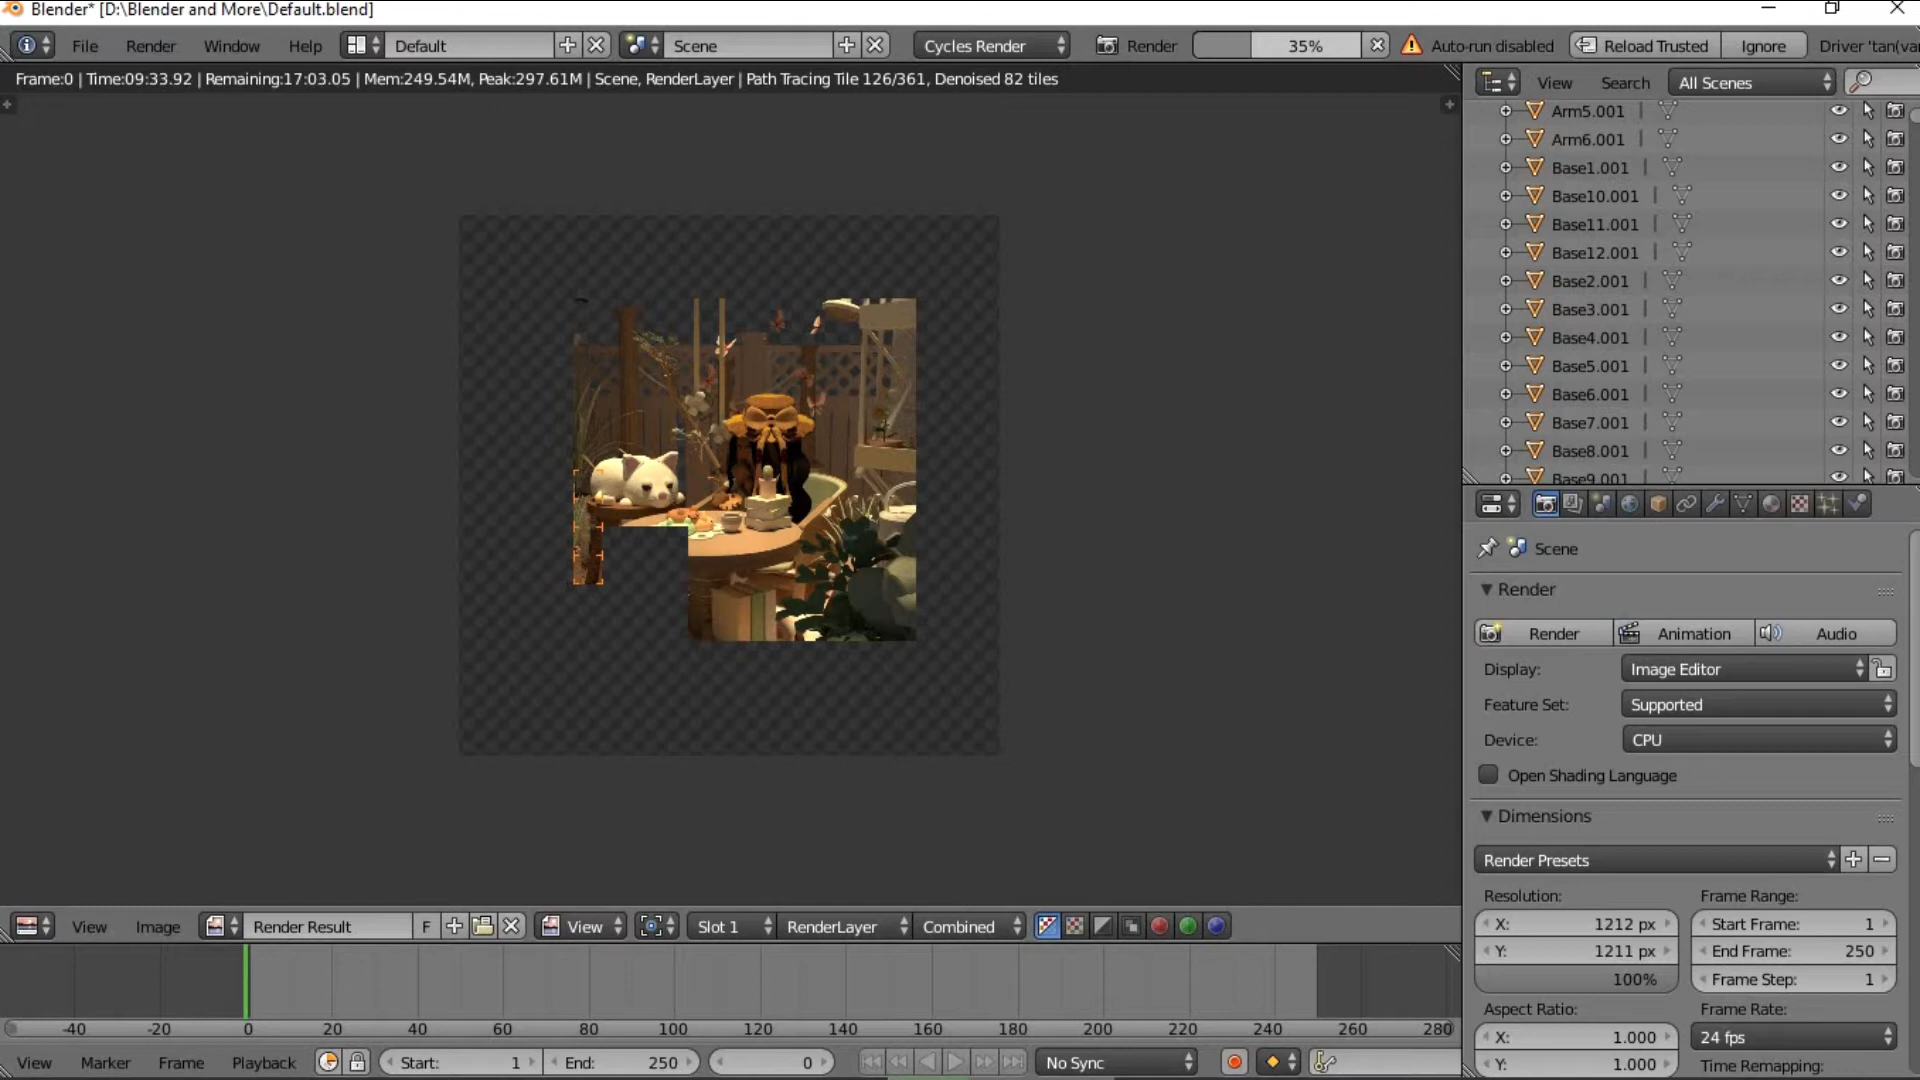 Blender* [D:\Blender and More\Default.blend]
File Render Window Help Default Scene Cycles Render Render 35% Auto-run disabled Reload Trusted Ignore Driver 'tan(va
Frame:0 | Time:09:33.92 | Remaining:17:03.05 | Mem:249.54M, Peak:297.61M | Scene, RenderLayer | Path Tracing Tile 126/361, Denoised 82 tiles
View Search All Scenes
Arm5.001
Arm6.001
Base1.001
Base10.001
Base11.001
Base12.001
Base2.001
Base3.001
Base4.001
Base5.001
Base6.001
Base7.001
Base8.001
Base9.001
Scene
Render
Render Animation Audio
Display: Image Editor
Feature Set: Supported
Device: CPU
Open Shading Language
Dimensions
Render Presets
Resolution: Frame Range:
X: 1212 px Start Frame: 1
Y: 1211 px End Frame: 250
100% Frame Step: 1
Aspect Ratio: Frame Rate:
X: 1.000 24 fps
Y: 1.000 Time Remapping:
View Image Render Result F View Slot 1 RenderLayer Combined
-40 -20 0 20 40 60 80 100 120 140 160 180 200 220 240 260 280
View Marker Frame Playback Start: 1 End: 250 0 No Sync